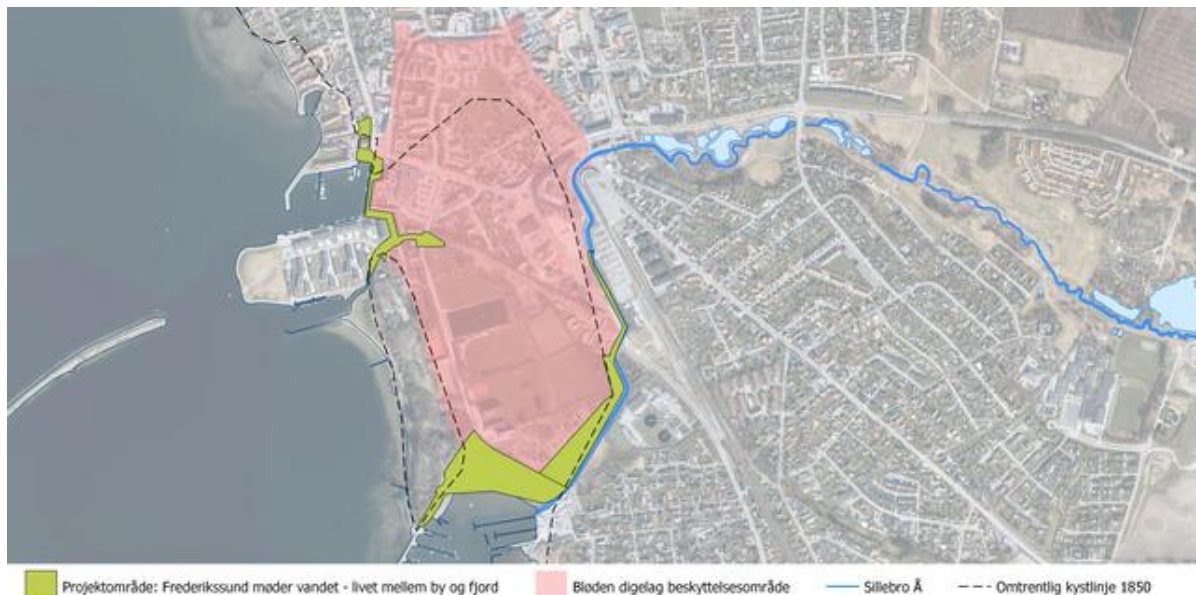 Projektområde: Frederikssund møder vandet - livet mellem by og fjord
Bløden digelag beskyttelsesområde
Sillebro Å
Omtrentlig kystlinje 1850